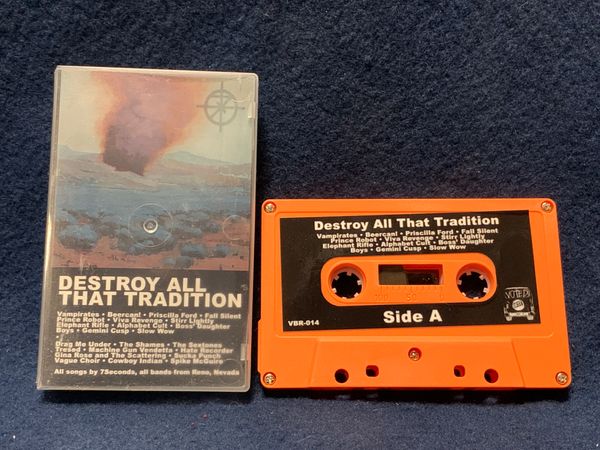 DESTROY ALL
THAT TRADITION
Vampirates • Beercan! • Priscilla Ford • Fall Silent
Prince Robot • Viva Revenge • Stirr Lightly
Elephant Rifle • Alphabet Cult • Boss' Daughter
Boys • Gemini Cusp • Slow Wow
Drag Me Under • The Shames • The Sextones
Tresed • Machine Gun Vendetta • Hate Recorder
Gina Rose and The Scattering • Sucka Punch
Vague Choir • Cowboy Indian • Spike McGuire
All songs by 7Seconds, all bands from Reno, Nevada
Destroy All That Tradition
Vampirates • Beercan! • Priscilla Ford • Fall Silent
Prince Robot • Viva Revenge • Stirr Lightly
Elephant Rifle • Alphabet Cult • Boss' Daughter
Boys • Gemini Cusp • Slow Wow
100 50 0
VBR-014
Side A